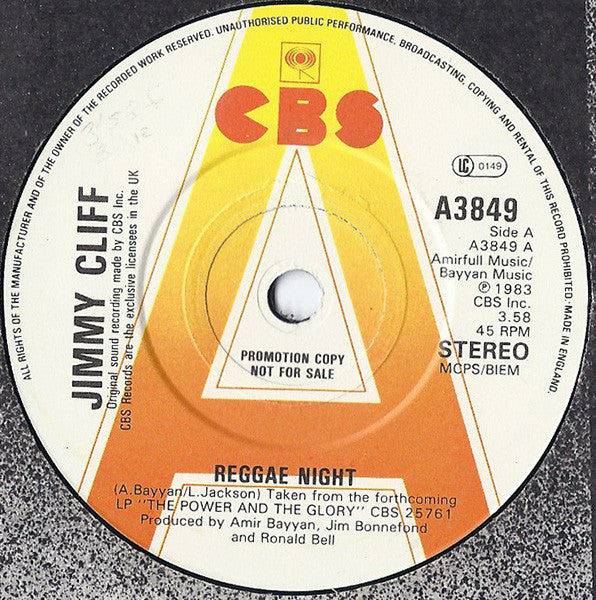 ALL RIGHTS OF THE MANUFACTURER AND OF THE OWNER OF THE RECORDED WORK RESERVED. UNAUTHORISED PUBLIC PERFORMANCE, BROADCASTING, COPYING AND RENTAL OR RE-RECORDING OF THIS RECORD PROHIBITED · MADE IN ENGLAND.
CBS
JIMMY CLIFF
Original sound recording made by CBS Inc.
CBS Records are the exclusive licensees in the UK
LC 0149
A3849
Side A
A3849 A
Amirfull Music/
Bayyan Music
℗ 1983
CBS Inc.
3.58
45 RPM
STEREO
MCPS/BIEM
PROMOTION COPY
NOT FOR SALE
REGGAE NIGHT
(A.Bayyan/L.Jackson) Taken from the forthcoming
LP "THE POWER AND THE GLORY" CBS 25761
Produced by Amir Bayyan, Jim Bonnefond
and Ronald Bell